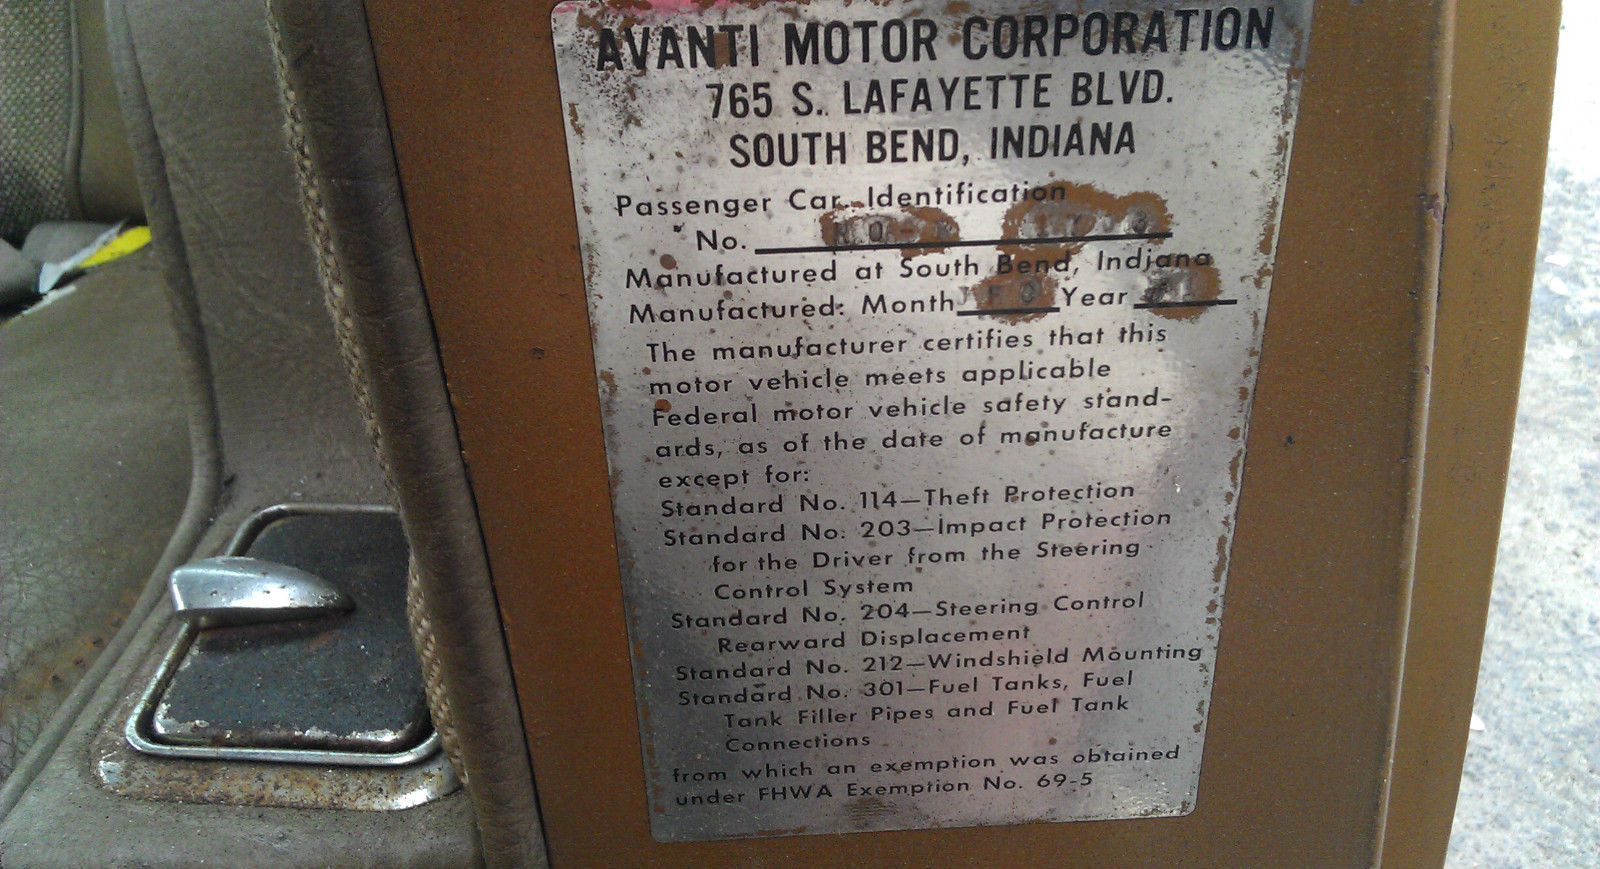 AVANTI MOTOR CORPORATION
765 S. LAFAYETTE BLVD.
SOUTH BEND, INDIANA
Passenger Car Identification
No.
Manufactured at South Bend, Indiana
Manufactured: Month Year
The manufacturer certifies that this
motor vehicle meets applicable
Federal motor vehicle safety stand-
ards, as of the date of manufacture
except for:
Standard No. 114—Theft Protection
Standard No. 203—Impact Protection
for the Driver from the Steering
Control System
Standard No. 204—Steering Control
Rearward Displacement
Standard No. 212—Windshield Mounting
Standard No. 301—Fuel Tanks, Fuel
Tank Filler Pipes and Fuel Tank
Connections
from which an exemption was obtained
under FHWA Exemption No. 69-5